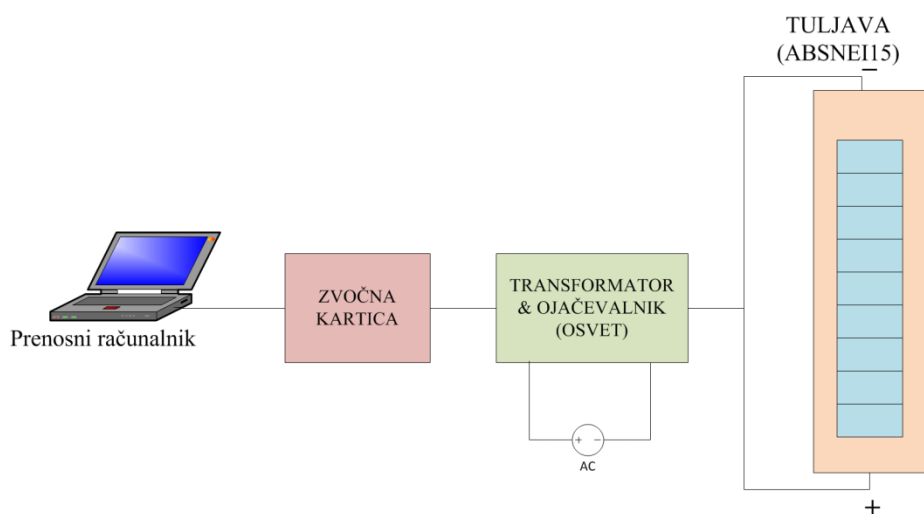 TULJAVA
(ABSNEI15)
−
Prenosni računalnik
ZVOČNA
KARTICA
TRANSFORMATOR
& OJAČEVALNIK
(OSVET)
+ −
AC
+